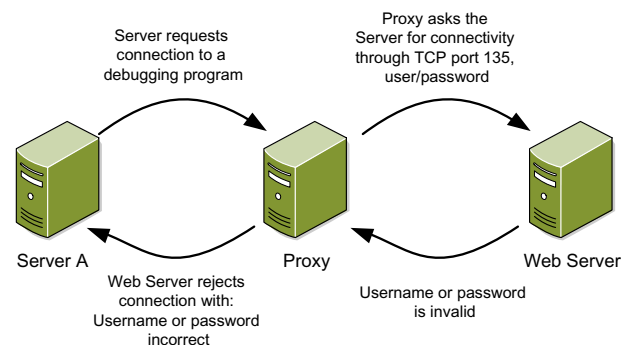 Server requests
connection to a
debugging program
Proxy asks the
Server for connectivity
through TCP port 135,
user/password
Server A
Proxy
Web Server
Web Server rejects
connection with:
Username or password
incorrect
Username or password
is invalid